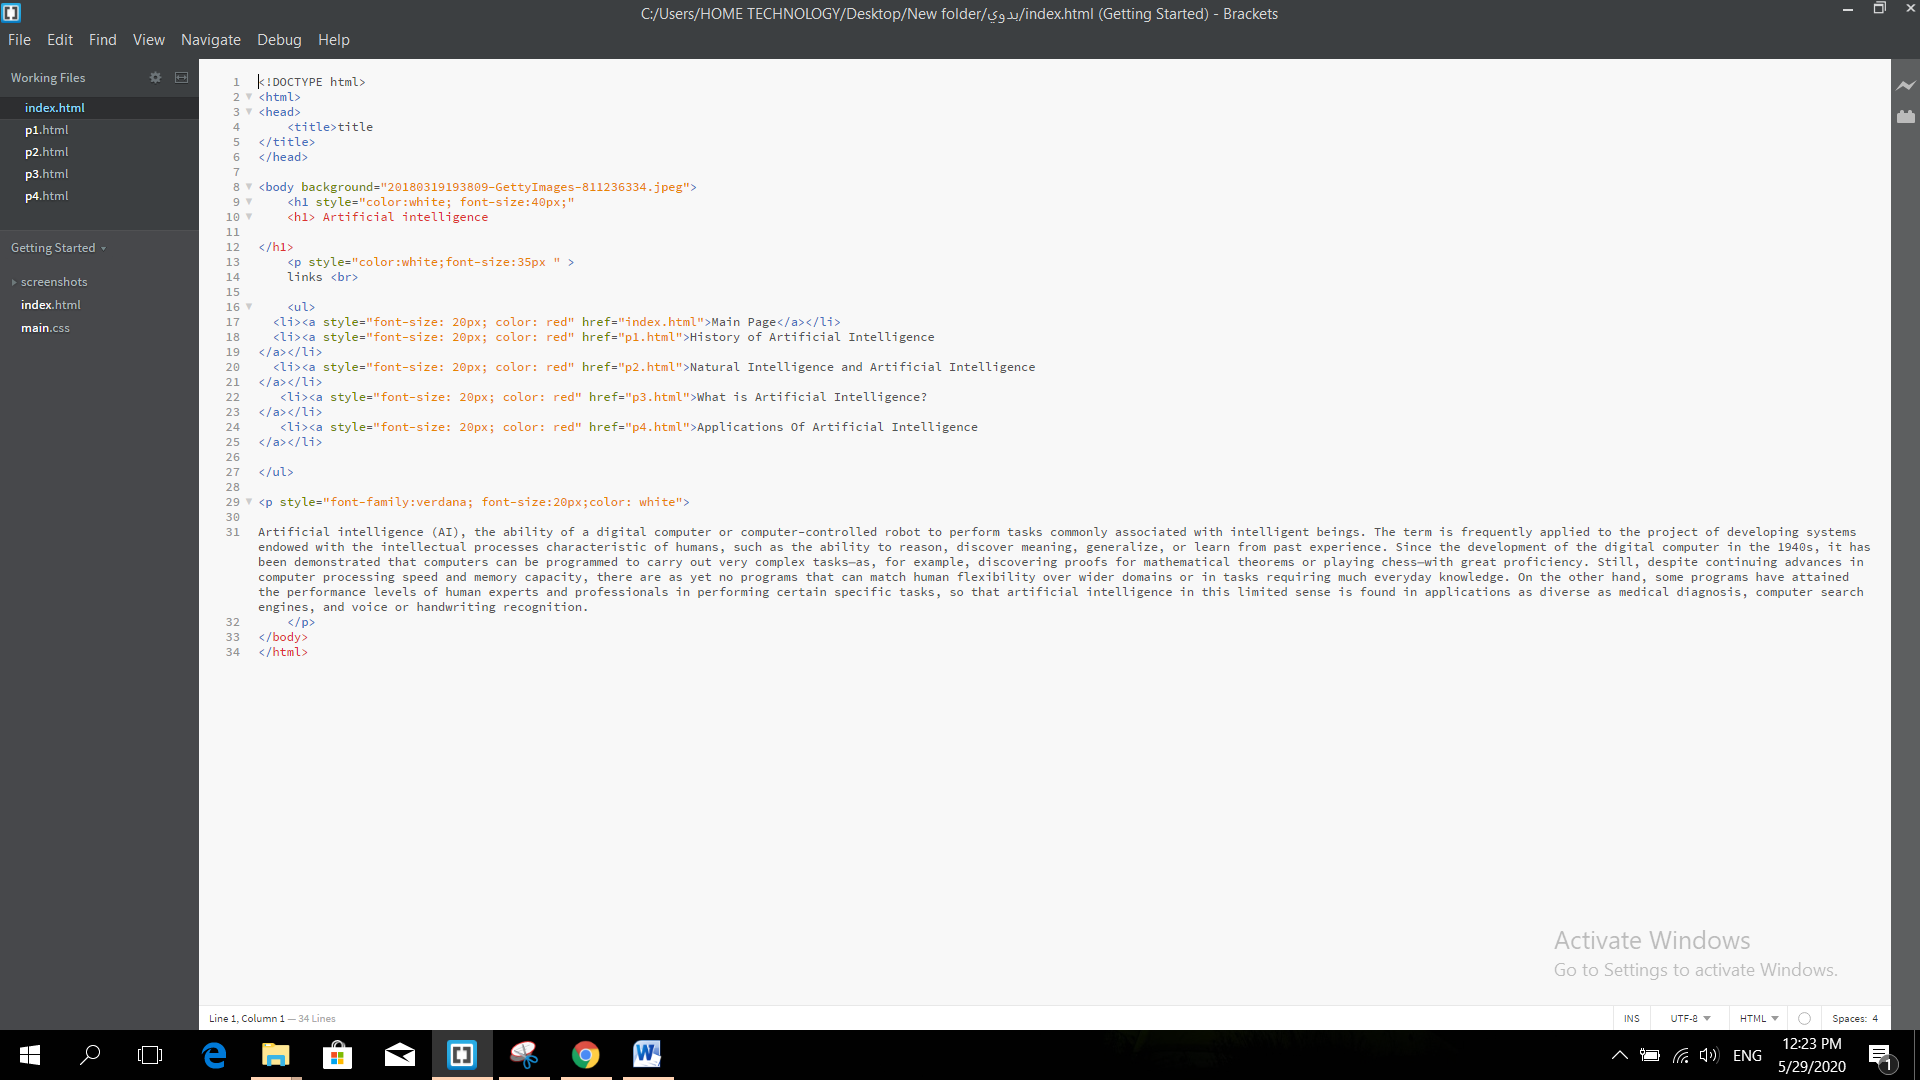 C:/Users/HOME TECHNOLOGY/Desktop/New folder/بدوي/index.html (Getting Started) - Brackets
File Edit Find View Navigate Debug Help
Working Files
index.html
p1.html
p2.html
p3.html
p4.html
Getting Started
screenshots
index.html
main.css
1 <!DOCTYPE html>
2 <html>
3 <head>
4     <title>title
5 </title>
6 </head>
7
8 <body background="20180319193809-GettyImages-811236334.jpeg">
9     <h1 style="color:white; font-size:40px;"
10     <h1> Artificial intelligence
11
12 </h1>
13     <p style="color:white;font-size:35px " >
14     links <br>
15
16     <ul>
17   <li><a style="font-size: 20px; color: red" href="index.html">Main Page</a></li>
18   <li><a style="font-size: 20px; color: red" href="p1.html">History of Artificial Intelligence
19 </a></li>
20   <li><a style="font-size: 20px; color: red" href="p2.html">Natural Intelligence and Artificial Intelligence
21 </a></li>
22    <li><a style="font-size: 20px; color: red" href="p3.html">What is Artificial Intelligence?
23 </a></li>
24    <li><a style="font-size: 20px; color: red" href="p4.html">Applications Of Artificial Intelligence
25 </a></li>
26
27 </ul>
28
29 <p style="font-family:verdana; font-size:20px;color: white">
30
31 Artificial intelligence (AI), the ability of a digital computer or computer-controlled robot to perform tasks commonly associated with intelligent beings. The term is frequently applied to the project of developing systems
endowed with the intellectual processes characteristic of humans, such as the ability to reason, discover meaning, generalize, or learn from past experience. Since the development of the digital computer in the 1940s, it has
been demonstrated that computers can be programmed to carry out very complex tasks—as, for example, discovering proofs for mathematical theorems or playing chess—with great proficiency. Still, despite continuing advances in
computer processing speed and memory capacity, there are as yet no programs that can match human flexibility over wider domains or in tasks requiring much everyday knowledge. On the other hand, some programs have attained
the performance levels of human experts and professionals in performing certain specific tasks, so that artificial intelligence in this limited sense is found in applications as diverse as medical diagnosis, computer search
engines, and voice or handwriting recognition.
32     </p>
33 </body>
34 </html>
Activate Windows
Go to Settings to activate Windows.
Line 1, Column 1 — 34 Lines
INS UTF-8 HTML Spaces: 4
ENG
12:23 PM
5/29/2020
1